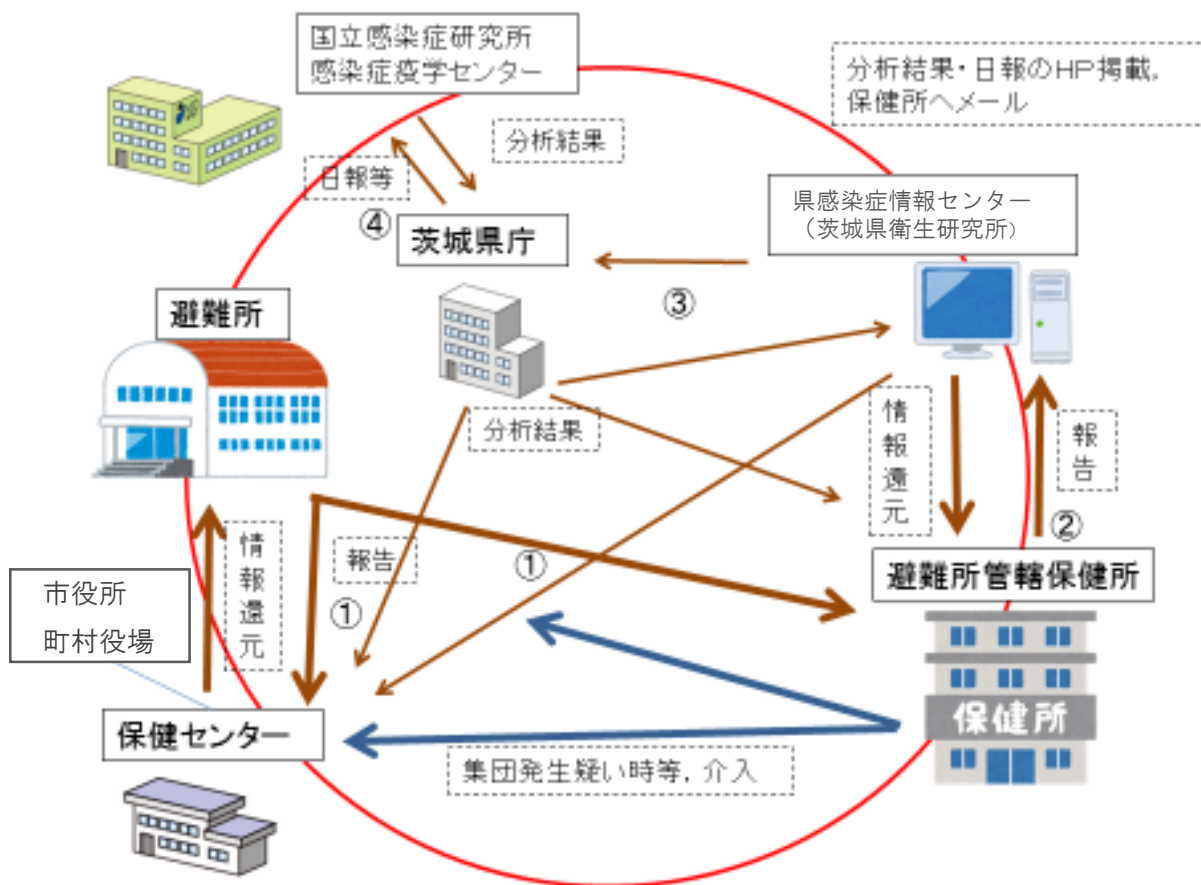 国立感染症研究所
感染症疫学センター
分析結果・日報のHP掲載,
保健所へメール
分析結果
日報等
④
茨城県庁
県感染症情報センター
(茨城県衛生研究所)
③
避難所
分析結果
情報還元
報告
②
避難所管轄保健所
情報還元
報告
①
①
市役所
町村役場
保健センター
保健所
集団発生疑い時等, 介入